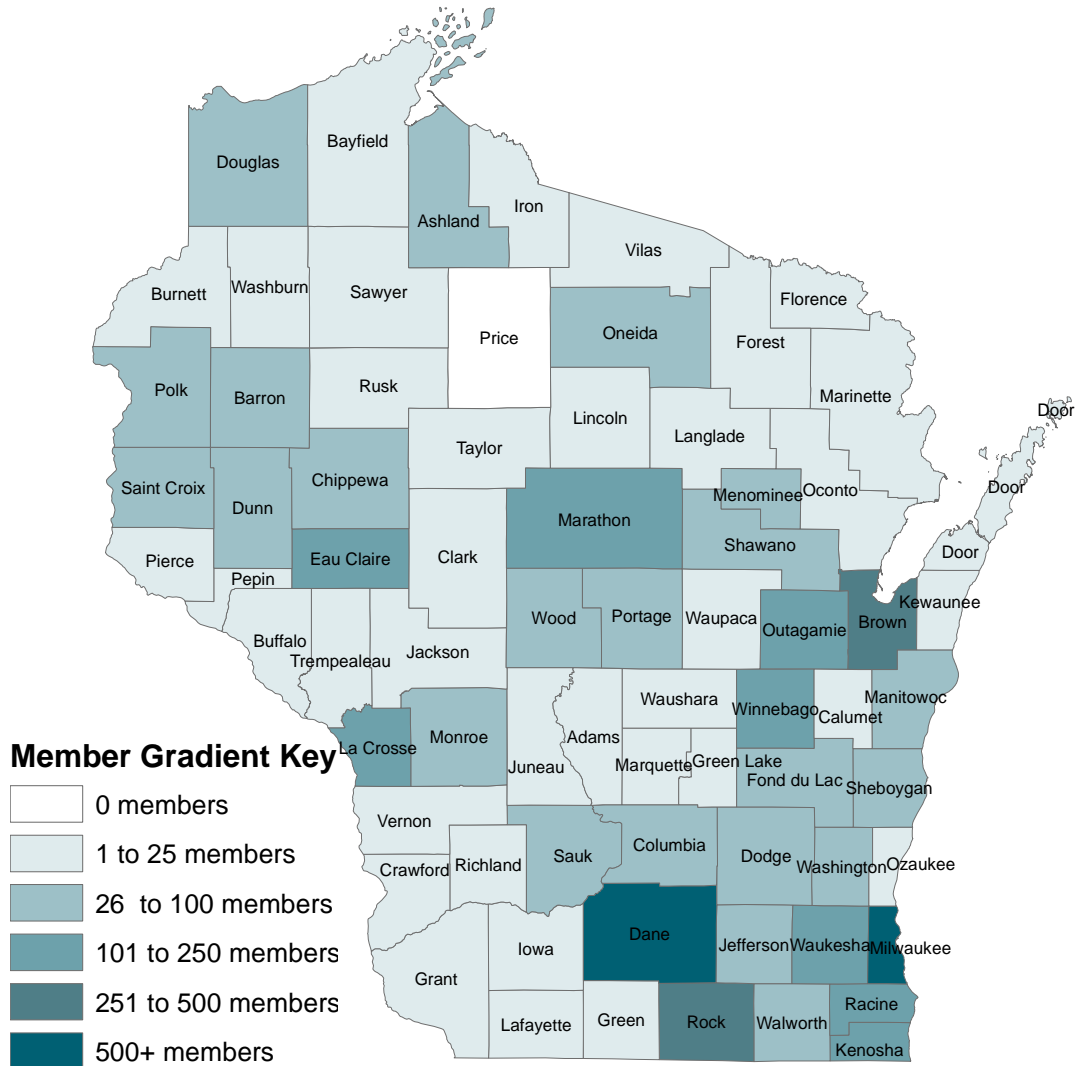 Bayfield
Douglas
Iron
Ashland
Vilas
Washburn
Sawyer
Burnett
Florence
Price
Oneida
Forest
Rusk
Polk
Barron
Marinette
Door
Lincoln
Langlade
Taylor
Chippewa
Saint Croix
Door
Menominee
Oconto
Dunn
Marathon
Shawano
Door
Eau Claire
Clark
Pierce
Pepin
Kewaunee
Wood
Portage
Waupaca
Brown
Outagamie
Buffalo
Jackson
Trempealeau
Waushara
Manitowoc
Winnebago
Calumet
Monroe
Adams
La Crosse
Member Gradient Key
Green Lake
Marquette
Juneau
Fond du Lac
Sheboygan
0 members
Vernon
Columbia
1 to 25 members
Sauk
Dodge
Richland
Ozaukee
Washington
Crawford
26 to 100 members
Dane
Jefferson
Waukesha
Milwaukee
Iowa
101 to 250 members
Grant
251 to 500 members
Racine
Green
Rock
Walworth
Lafayette
Kenosha
500+ members